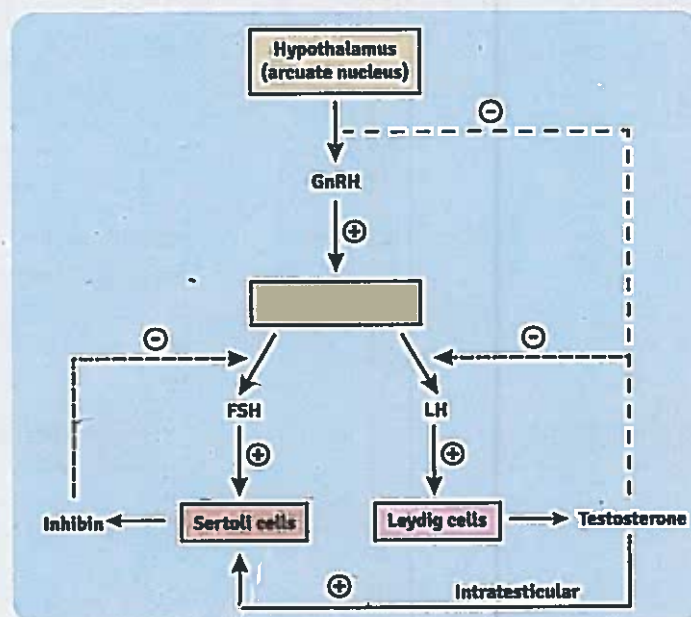 Hypothalamus
(arcuate nucleus)
⊖
GnRH
⊕
⊖
⊖
FSH
LH
⊕
⊕
Inhibin
Sertoli cells
Leydig cells
Testosterone
⊕
Intratesticular